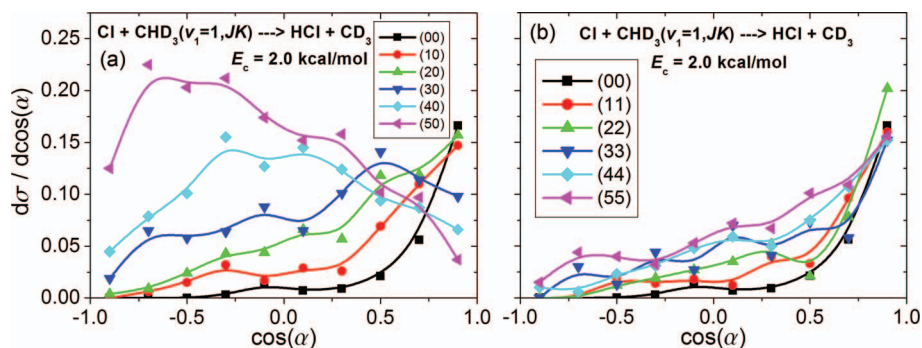 Cl + CHD₃(v₁=1,JK) ---> HCl + CD₃
(a)
E_c = 2.0 kcal/mol
(00)
(10)
(20)
(30)
(40)
(50)
0.25
0.20
0.15
0.10
0.05
0.00
dσ / dcos(α)
-1.0 -0.5 0.0 0.5 1.0
cos(α)
(b) Cl + CHD₃(v₁=1,JK) ---> HCl + CD₃
E_c = 2.0 kcal/mol
(00)
(11)
(22)
(33)
(44)
(55)
-1.0 -0.5 0.0 0.5 1.0
cos(α)